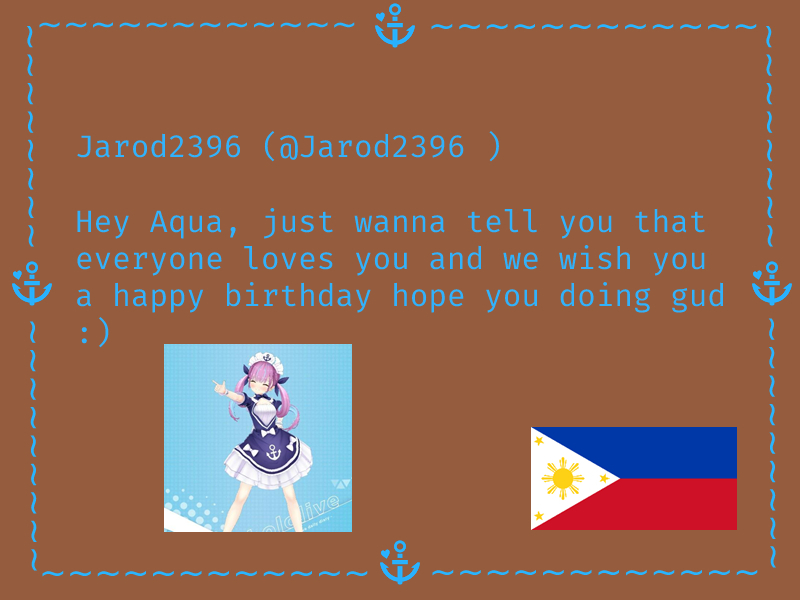 Jarod2396 (@Jarod2396 )
Hey Aqua, just wanna tell you that
everyone loves you and we wish you
a happy birthday hope you doing gud
:)
hololive